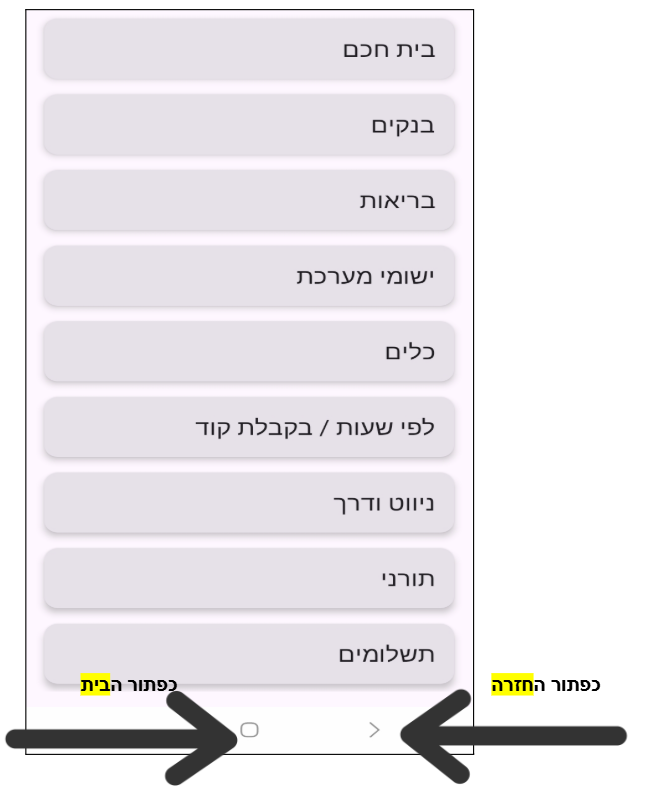 בית חכם
בנקים
בריאות
ישומי מערכת
כלים
לפי שעות / בקבלת קוד
ניווט ודרך
תורני
תשלומים
כפתור החזרה
כפתור הבית